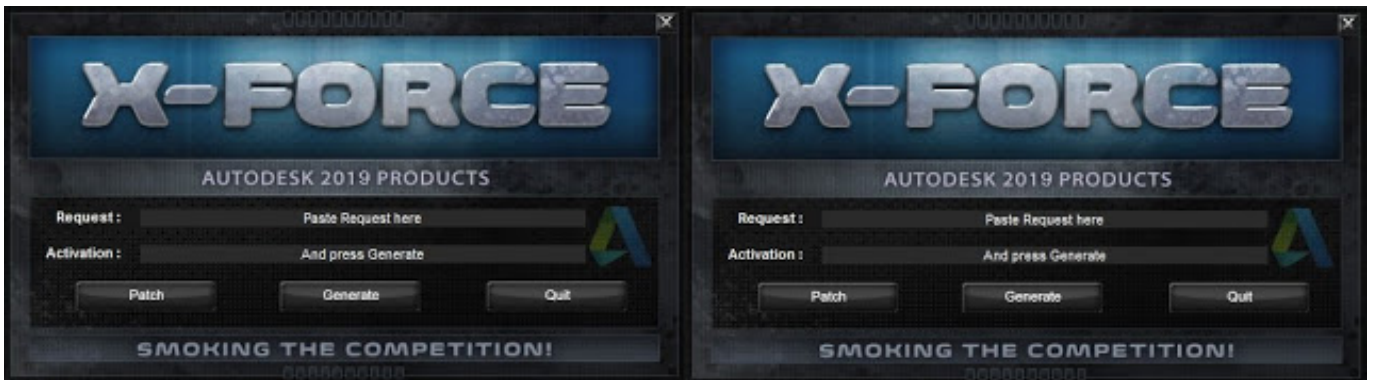 X-FORCE
AUTODESK 2019 PRODUCTS
Request :
Paste Request here
Activation :
And press Generate
Patch
Generate
Quit
SMOKING THE COMPETITION!
X-FORCE
AUTODESK 2019 PRODUCTS
Request :
Paste Request here
Activation :
And press Generate
Patch
Generate
Quit
SMOKING THE COMPETITION!